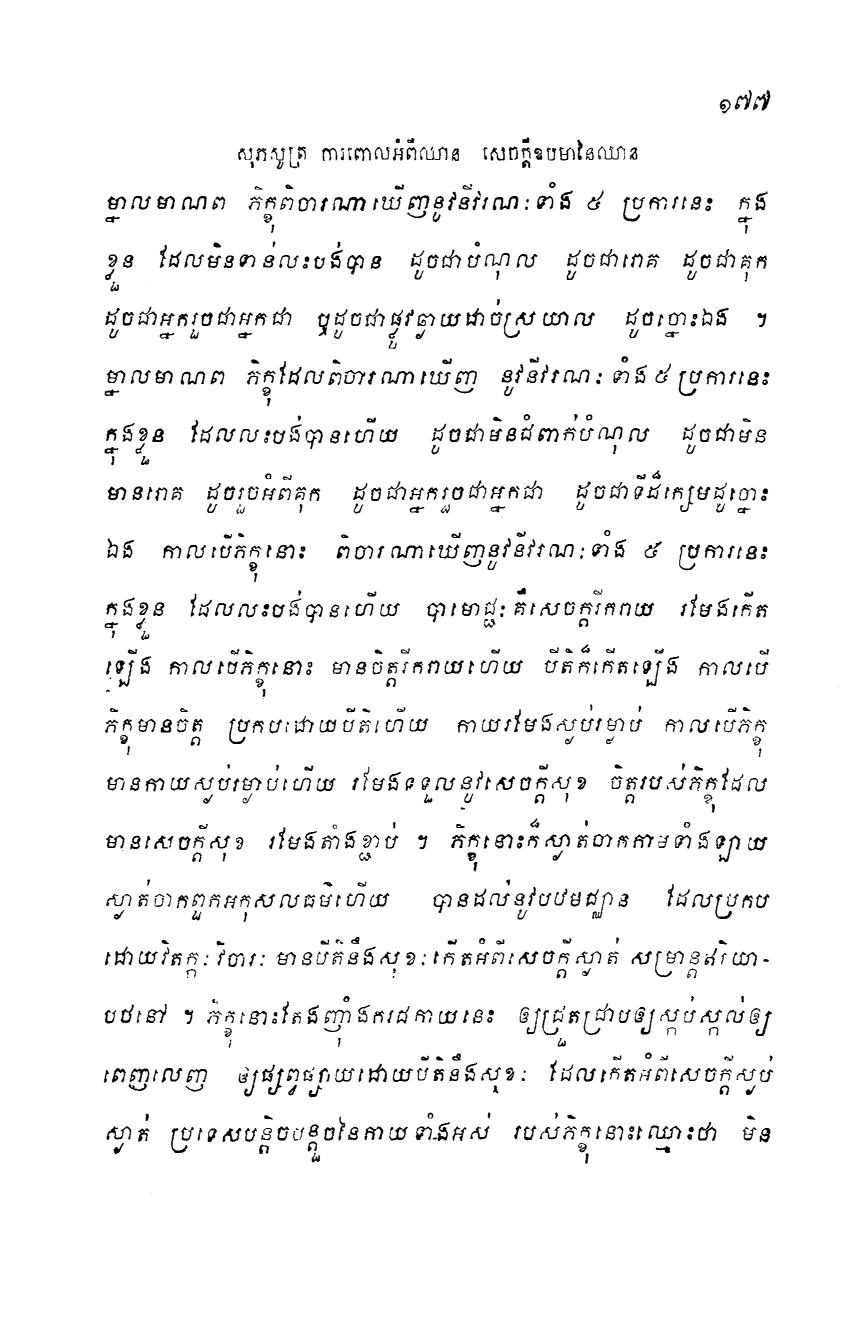 ១៧៧
សុភសូត្រ ការពោលអំពីឈាន សេចក្តីឧបមានៃឈាន
ម្នាលមាណព ភិក្ខុពិចារណាឃើញនូវនីវរណៈទាំង ៥ ប្រការនេះ ក្នុង
ខ្លួន ដែលមិនទាន់លះបង់បាន ដូចជាបំណុល ដូចជារោគ ដូចជាគុក
ដូចជាអ្នករួចជាអ្នកជា ឬដូចជាផ្លូវឆ្ងាយដាច់ស្រយាល ដូច្នោះឯង ។
ម្នាលមាណព ភិក្ខុដែលពិចារណាឃើញ នូវនីវរណៈ ទាំង ៥ ប្រការនេះ
ក្នុងខ្លួន ដែលលះបង់បានហើយ ដូចជាមិនជំពាក់បំណុល ដូចជាមិន
មានរោគ ដូចរួចអំពីគុក ដូចជាអ្នករួចជាអ្នកជា ដូចជាទីដ៏ក្សេមដូច្នោះ
ឯង កាលបើភិក្ខុនោះ ពិចារណាឃើញនូវនីវរណៈទាំង ៥ ប្រការនេះ
ក្នុងខ្លួន ដែលលះបង់បានហើយ បាមោជ្ជៈគឺសេចក្តរីករាយ រមែងកើត
ឡើង កាលបើភិក្ខុនោះ មានចិត្តរីករាយហើយ បីតិក៏កើតឡើង កាលបើ
ភិក្ខុមានចិត្ត ប្រកបដោយបីតិហើយ កាយរមែងស្ងប់រម្ងាប់ កាលបើភិក្ខុ
មានកាយស្ងប់រម្ងាប់ហើយ រមែងទទួលនូវសេចក្តីសុខ ចិត្តរបស់ភិក្ខុដែល
មានសេចក្តីសុខ រមែងតាំងខ្ជាប់ ។ ភិក្ខុនោះក៏ស្ងាត់ចាកកាមទាំងឡាយ
ស្ងាត់ចាកពួកអកុសលធម៌ហើយ បានដល់នូវបឋមជ្ឈាន ដែលប្រកប
ដោយវិតក្កៈ វិចារៈ មានបីតិនឹងសុខៈកើតអំពីសេចក្តីស្ងាត់ សម្រាន្តឥរិយា-
បថនៅ ។ ភិក្ខុនោះតែងញ៉ាំងករជកាយនេះ ឲ្យជ្រួតជ្រាបឲ្យស្កប់ស្កល់ឲ្យ
ពេញលេញ ឲ្យផ្សព្វផ្សាយដោយបីតិនឹងសុខៈ ដែលកើតអំពីសេចក្តីស្ងប់
ស្ងាត់ ប្រទេសបន្តិចបន្តួចនៃកាយទាំងអស់ របស់ភិក្ខុនោះឈ្មោះថា មិន